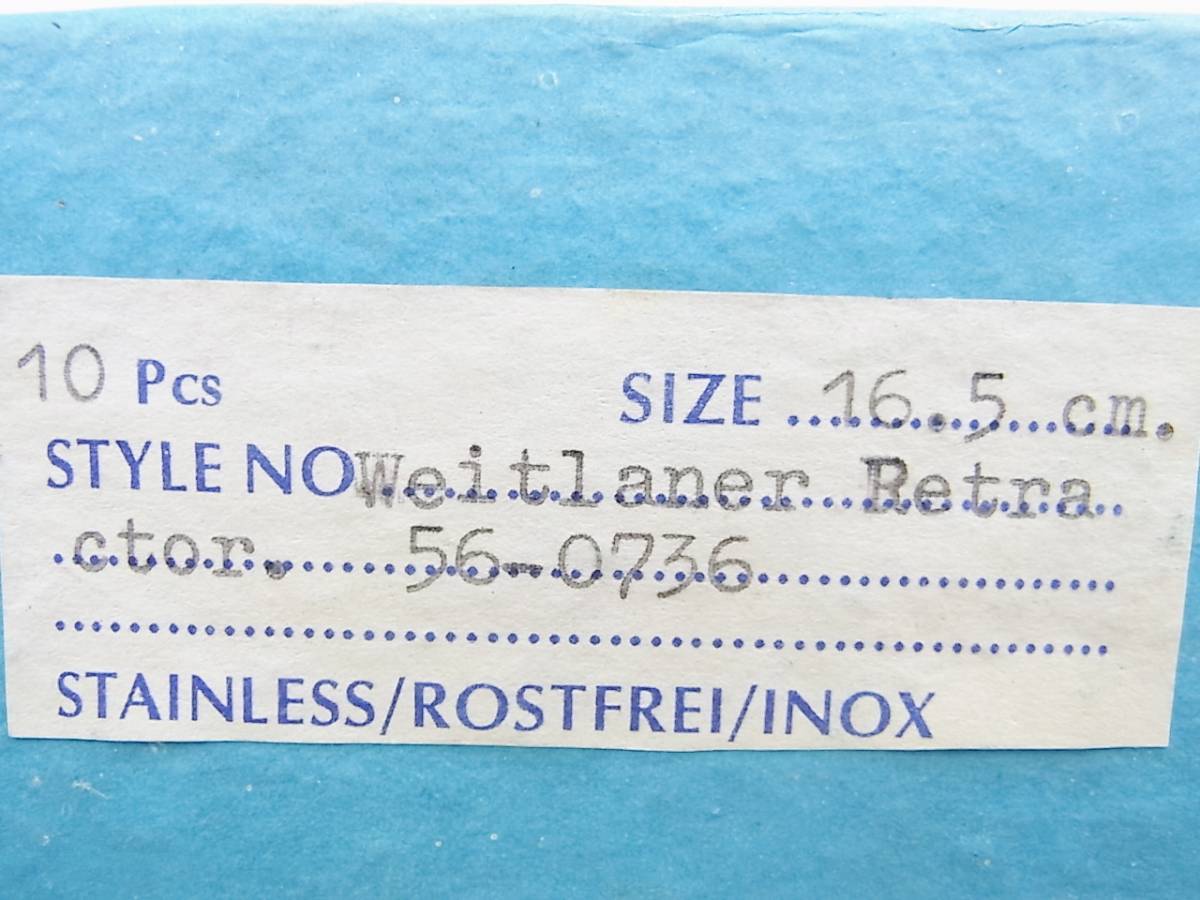 10 Pcs SIZE 16.5 cm.
STYLE NO Weitlaner Retra
ctor. 56-0736
STAINLESS/ROSTFREI/INOX